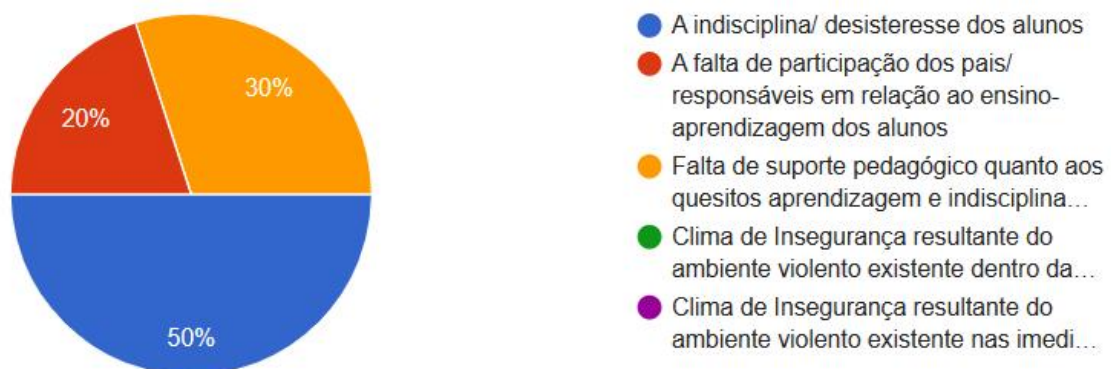 20%
30%
50%
A indisciplina/ desisteresse dos alunos
A falta de participação dos pais/
responsáveis em relação ao ensino-
aprendizagem dos alunos
Falta de suporte pedagógico quanto aos
quesitos aprendizagem e indisciplina...
Clima de Insegurança resultante do
ambiente violento existente dentro da...
Clima de Insegurança resultante do
ambiente violento existente nas imedi...